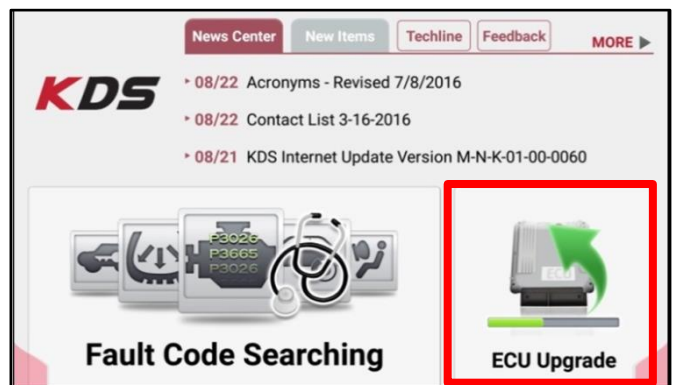 News Center New Items Techline Feedback MORE ▶
KDS
‣ 08/22 Acronyms - Revised 7/8/2016
‣ 08/22 Contact List 3-16-2016
‣ 08/21 KDS Internet Update Version M-N-K-01-00-0060
P3026
P3665
P3026
ECU
Fault Code Searching
ECU Upgrade